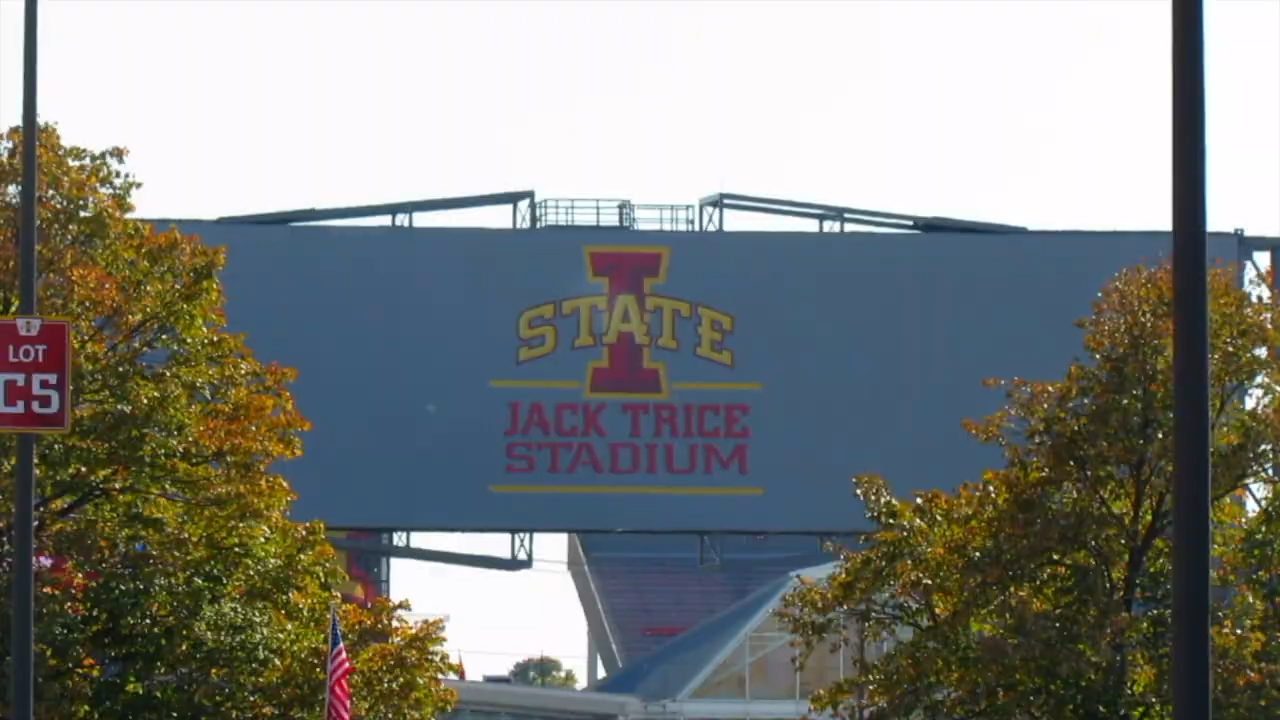 I
STATE
JACK TRICE
STADIUM
LOT
C5